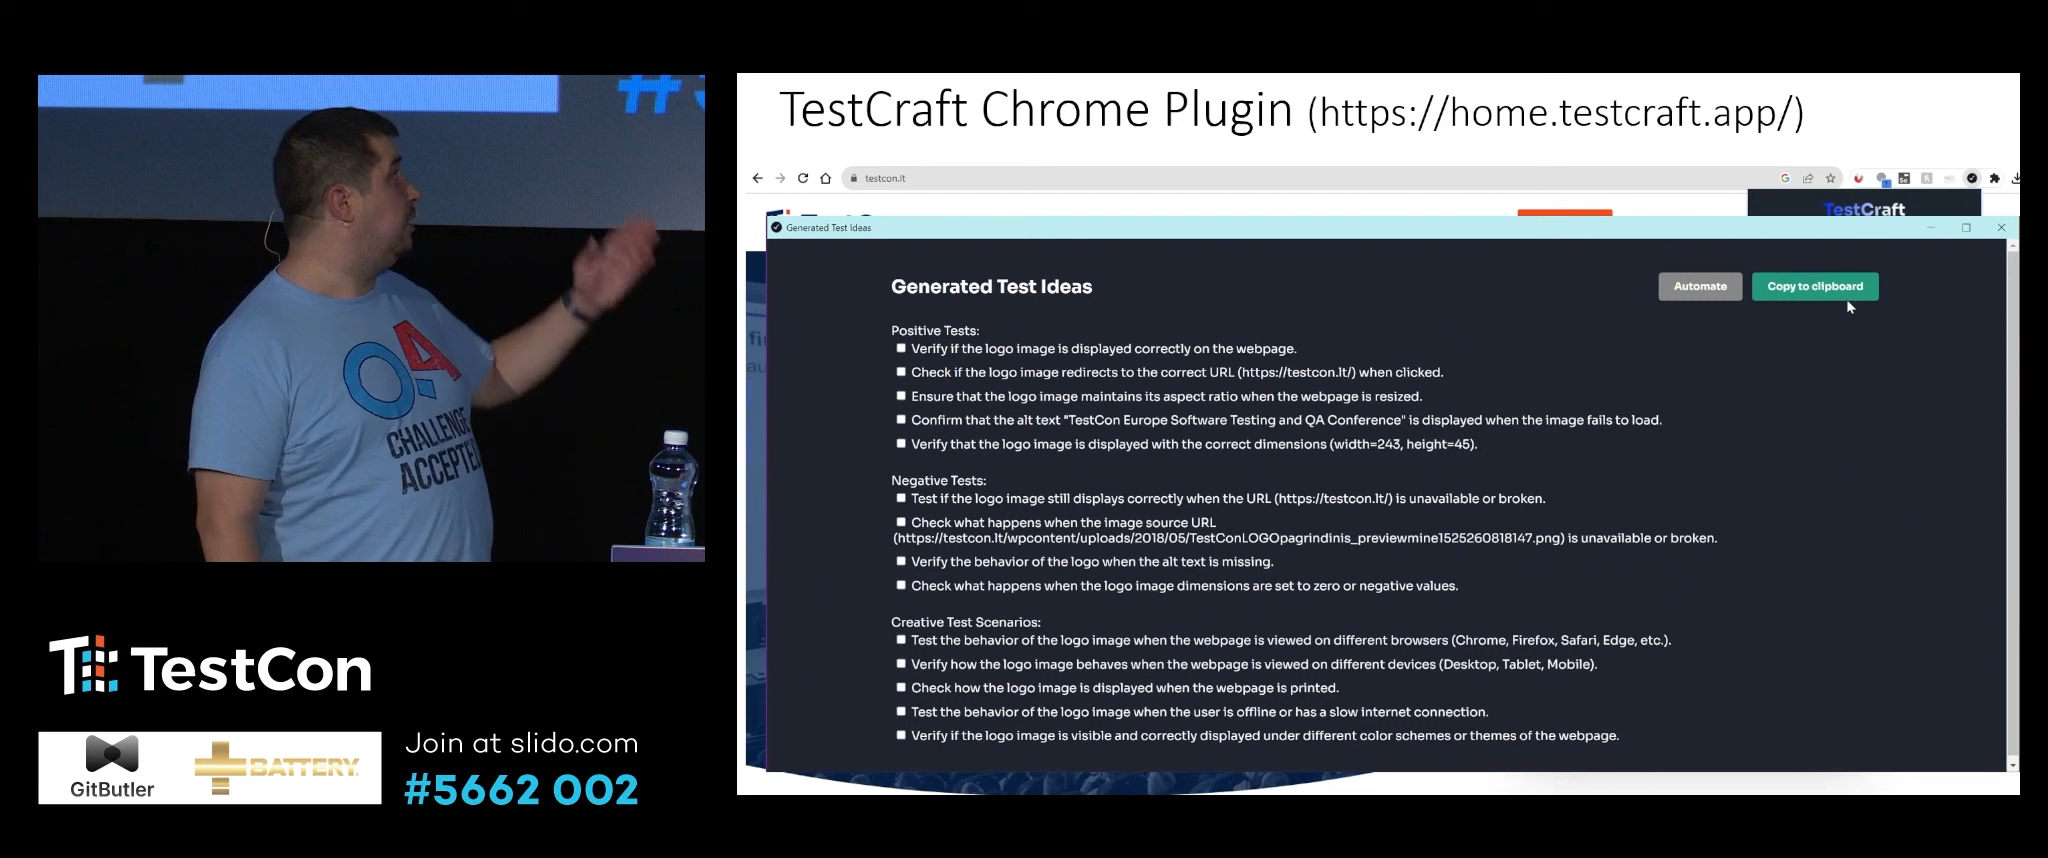 #
QA
CHALLENGE
ACCEPTED
TestCon
GitButler
BATTERY
Join at slido.com
#5662 002
TestCraft Chrome Plugin (https://home.testcraft.app/)
testcon.lt
TestCraft
Generated Test Ideas
Generated Test Ideas
Automate
Copy to clipboard
Positive Tests:
Verify if the logo image is displayed correctly on the webpage.
Check if the logo image redirects to the correct URL (https://testcon.lt/) when clicked.
Ensure that the logo image maintains its aspect ratio when the webpage is resized.
Confirm that the alt text "TestCon Europe Software Testing and QA Conference" is displayed when the image fails to load.
Verify that the logo image is displayed with the correct dimensions (width=243, height=45).
Negative Tests:
Test if the logo image still displays correctly when the URL (https://testcon.lt/) is unavailable or broken.
Check what happens when the image source URL
(https://testcon.lt/wpcontent/uploads/2018/05/TestConLOGOpagrindinis_previewmine1525260818147.png) is unavailable or broken.
Verify the behavior of the logo when the alt text is missing.
Check what happens when the logo image dimensions are set to zero or negative values.
Creative Test Scenarios:
Test the behavior of the logo image when the webpage is viewed on different browsers (Chrome, Firefox, Safari, Edge, etc.).
Verify how the logo image behaves when the webpage is viewed on different devices (Desktop, Tablet, Mobile).
Check how the logo image is displayed when the webpage is printed.
Test the behavior of the logo image when the user is offline or has a slow internet connection.
Verify if the logo image is visible and correctly displayed under different color schemes or themes of the webpage.